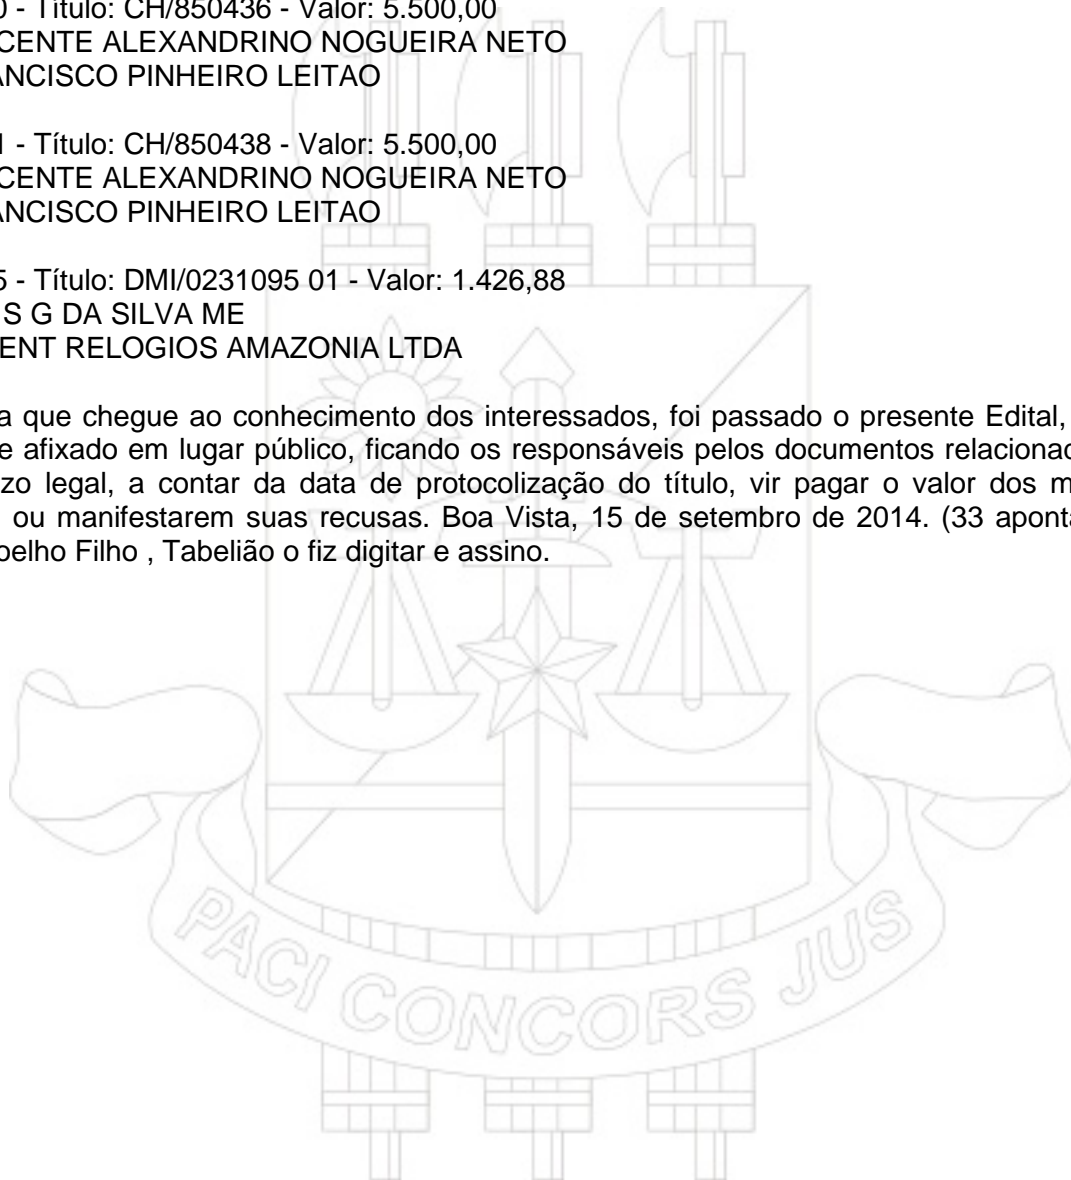 0 - Título: CH/850436 - Valor: 5.500,00
CENTE ALEXANDRINO NOGUEIRA NETO
ANCISCO PINHEIRO LEITAO
1 - Título: CH/850438 - Valor: 5.500,00
CENTE ALEXANDRINO NOGUEIRA NETO
ANCISCO PINHEIRO LEITAO
5 - Título: DMI/0231095 01 - Valor: 1.426,88
S G DA SILVA ME
ENT RELOGIOS AMAZONIA LTDA
a que chegue ao conhecimento dos interessados, foi passado o presente Edital,
e afixado em lugar público, ficando os responsáveis pelos documentos relacionad
zo legal, a contar da data de protocolização do título, vir pagar o valor dos m
ou manifestarem suas recusas. Boa Vista, 15 de setembro de 2014. (33 aponta
oelho Filho , Tabelião o fiz digitar e assino.
PACI CONCORS JUS